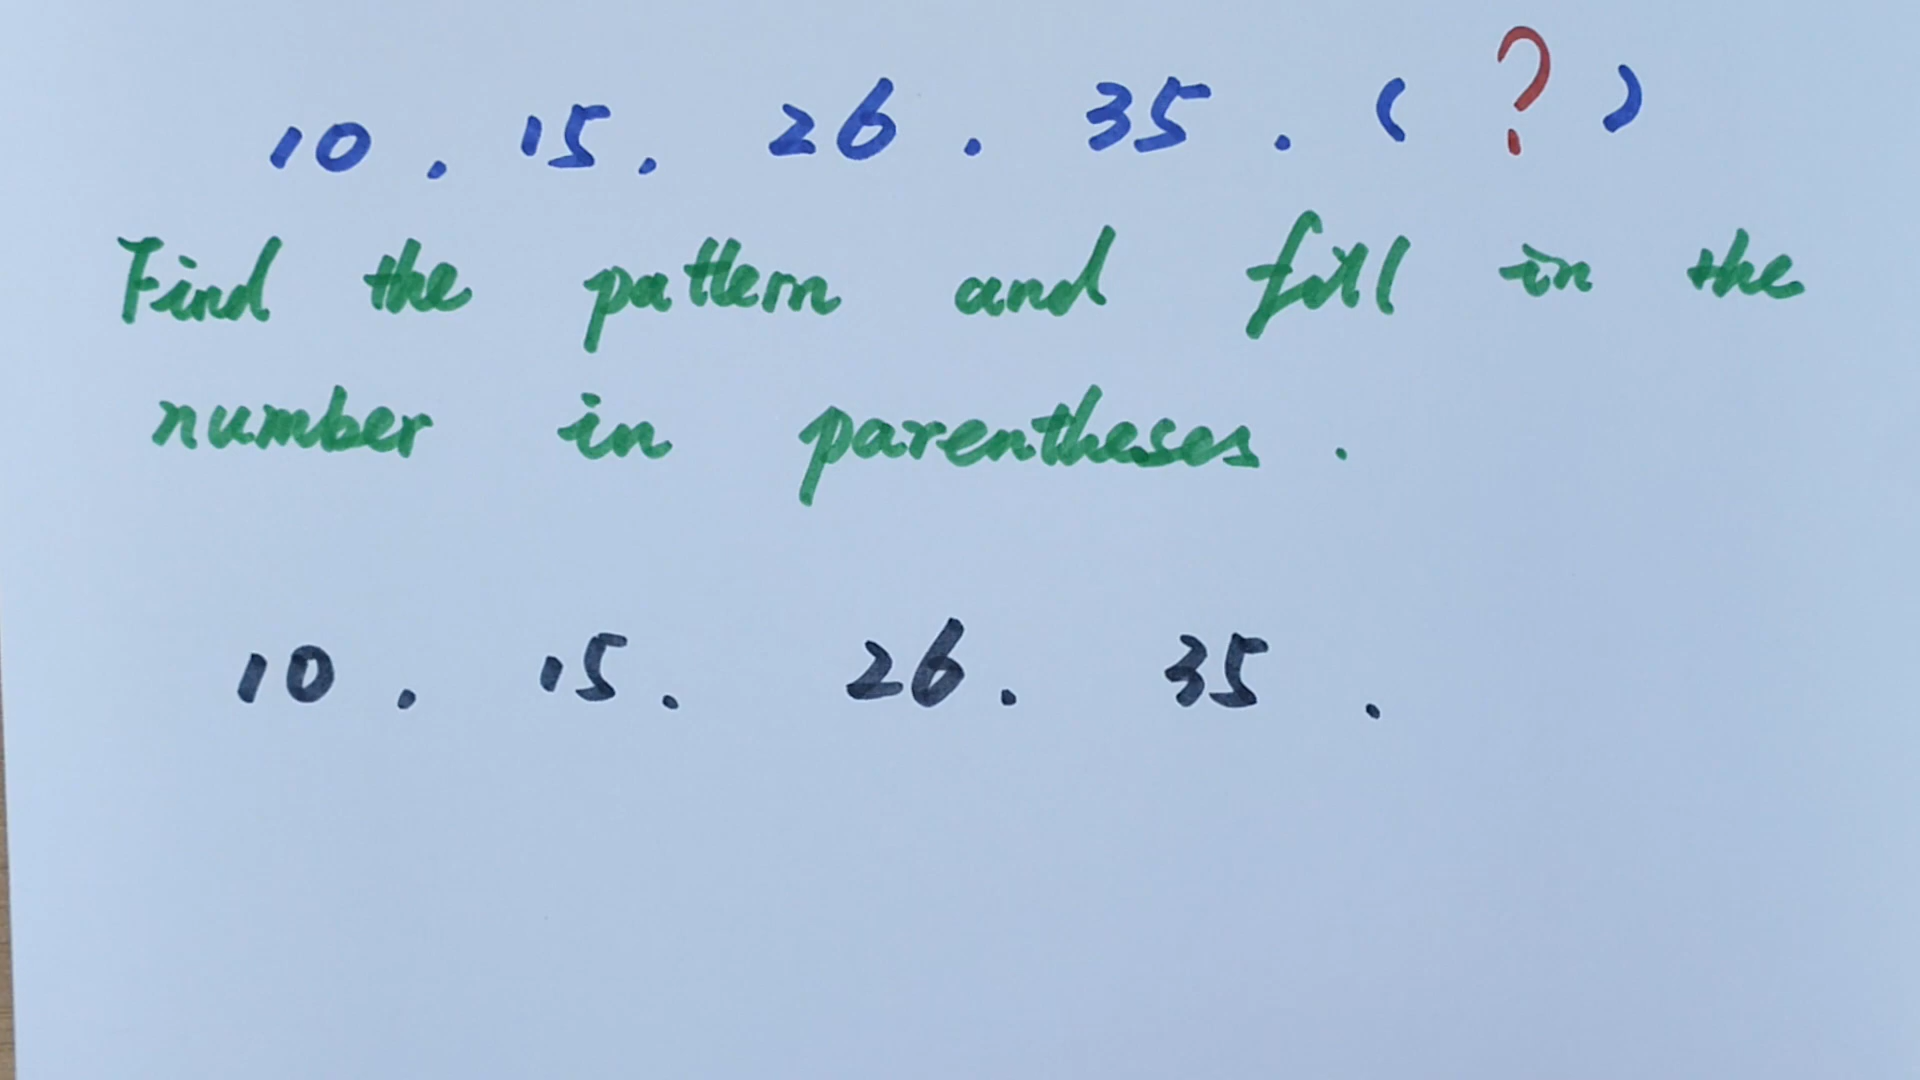 10 . 15 . 26 . 35 . ( ? )
Find the pattern and fill in the
number in parentheses .
10 . 15 . 26 . 35 .